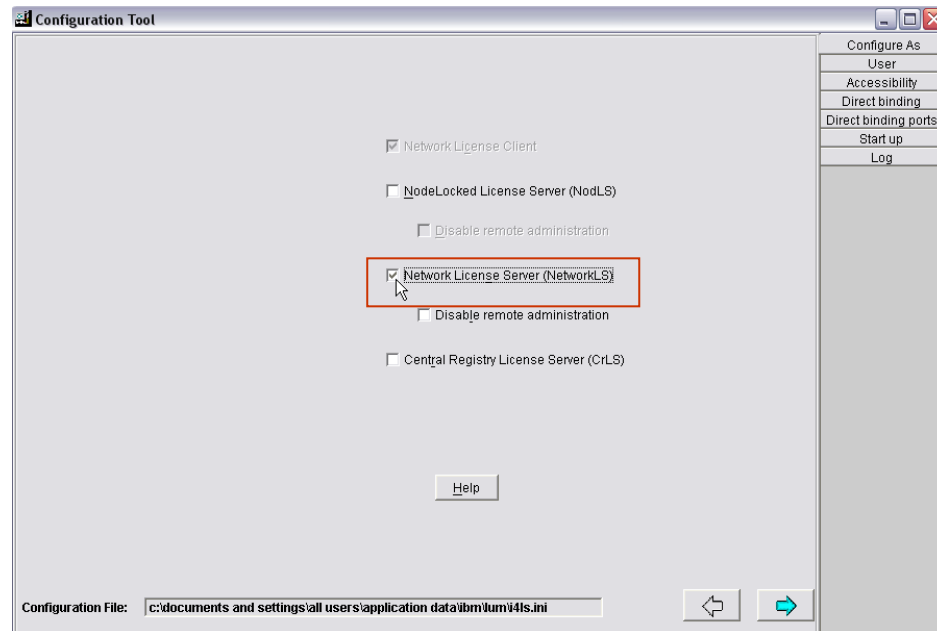 Configuration Tool
Configure As
User
Accessibility
Direct binding
Direct binding ports
Start up
Log
Network License Client
NodeLocked License Server (NodLS)
Disable remote administration
Network License Server (NetworkLS)
Disable remote administration
Central Registry License Server (CrLS)
Help
Configuration File: c:\documents and settings\all users\application data\ibm\lum\i4ls.ini